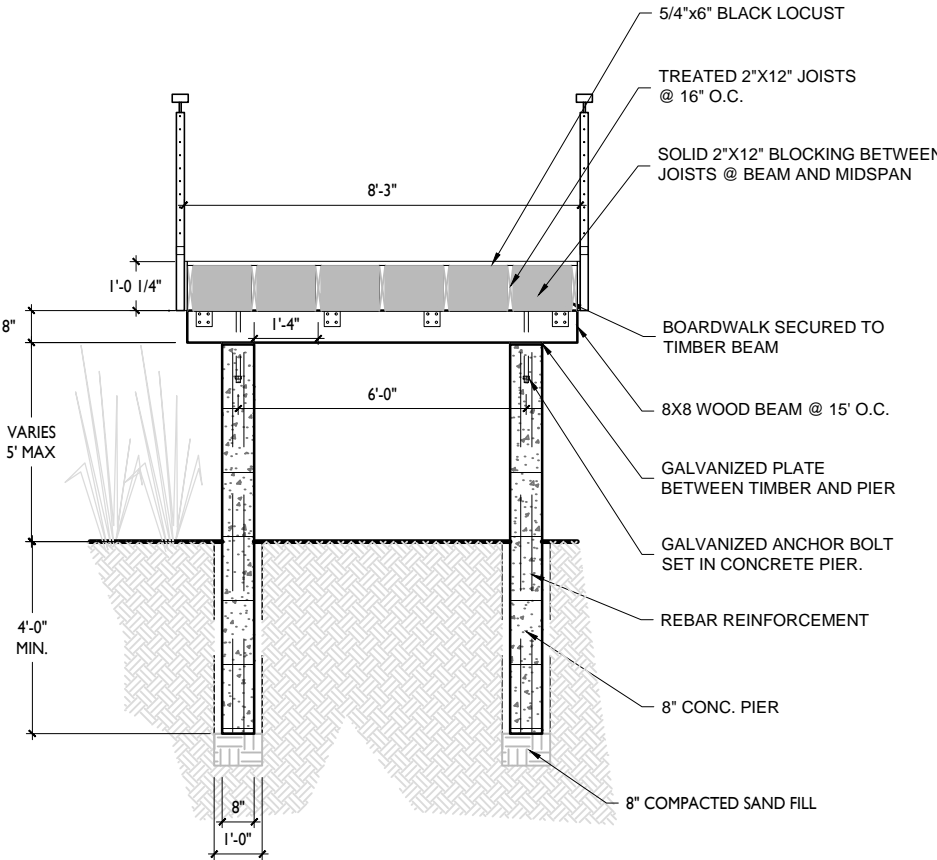 5/4"x6" BLACK LOCUST
TREATED 2"X12" JOISTS
@ 16" O.C.
SOLID 2"X12" BLOCKING BETWEEN
JOISTS @ BEAM AND MIDSPAN
8'-3"
1'-0 1/4"
8"
1'-4"
BOARDWALK SECURED TO
TIMBER BEAM
6'-0"
8X8 WOOD BEAM @ 15' O.C.
VARIES
5' MAX
GALVANIZED PLATE
BETWEEN TIMBER AND PIER
GALVANIZED ANCHOR BOLT
SET IN CONCRETE PIER.
4'-0"
MIN.
REBAR REINFORCEMENT
8" CONC. PIER
8" COMPACTED SAND FILL
8"
1'-0"